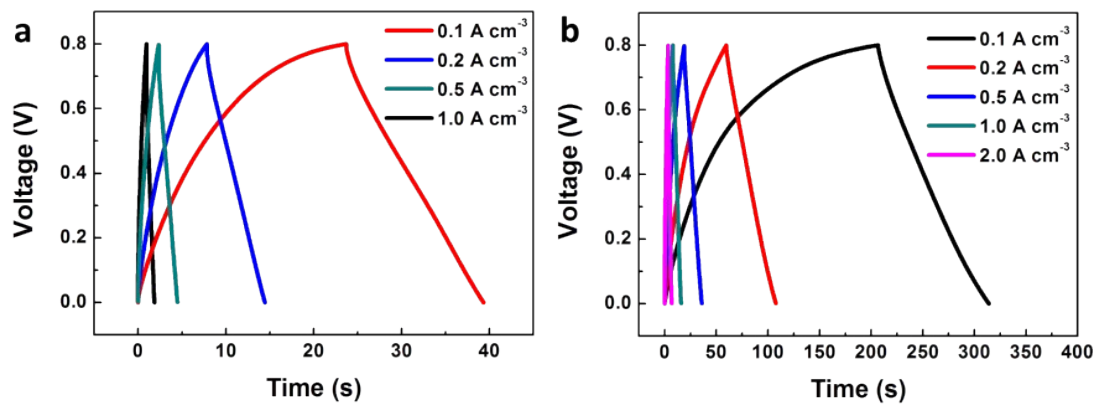 a
0.1 A cm⁻³
0.2 A cm⁻³
0.5 A cm⁻³
1.0 A cm⁻³
Voltage (V)
0.8
0.6
0.4
0.2
0.0
0 10 20 30 40
Time (s)
b
0.1 A cm⁻³
0.2 A cm⁻³
0.5 A cm⁻³
1.0 A cm⁻³
2.0 A cm⁻³
Voltage (V)
0.8
0.6
0.4
0.2
0.0
0 50 100 150 200 250 300 350 400
Time (s)